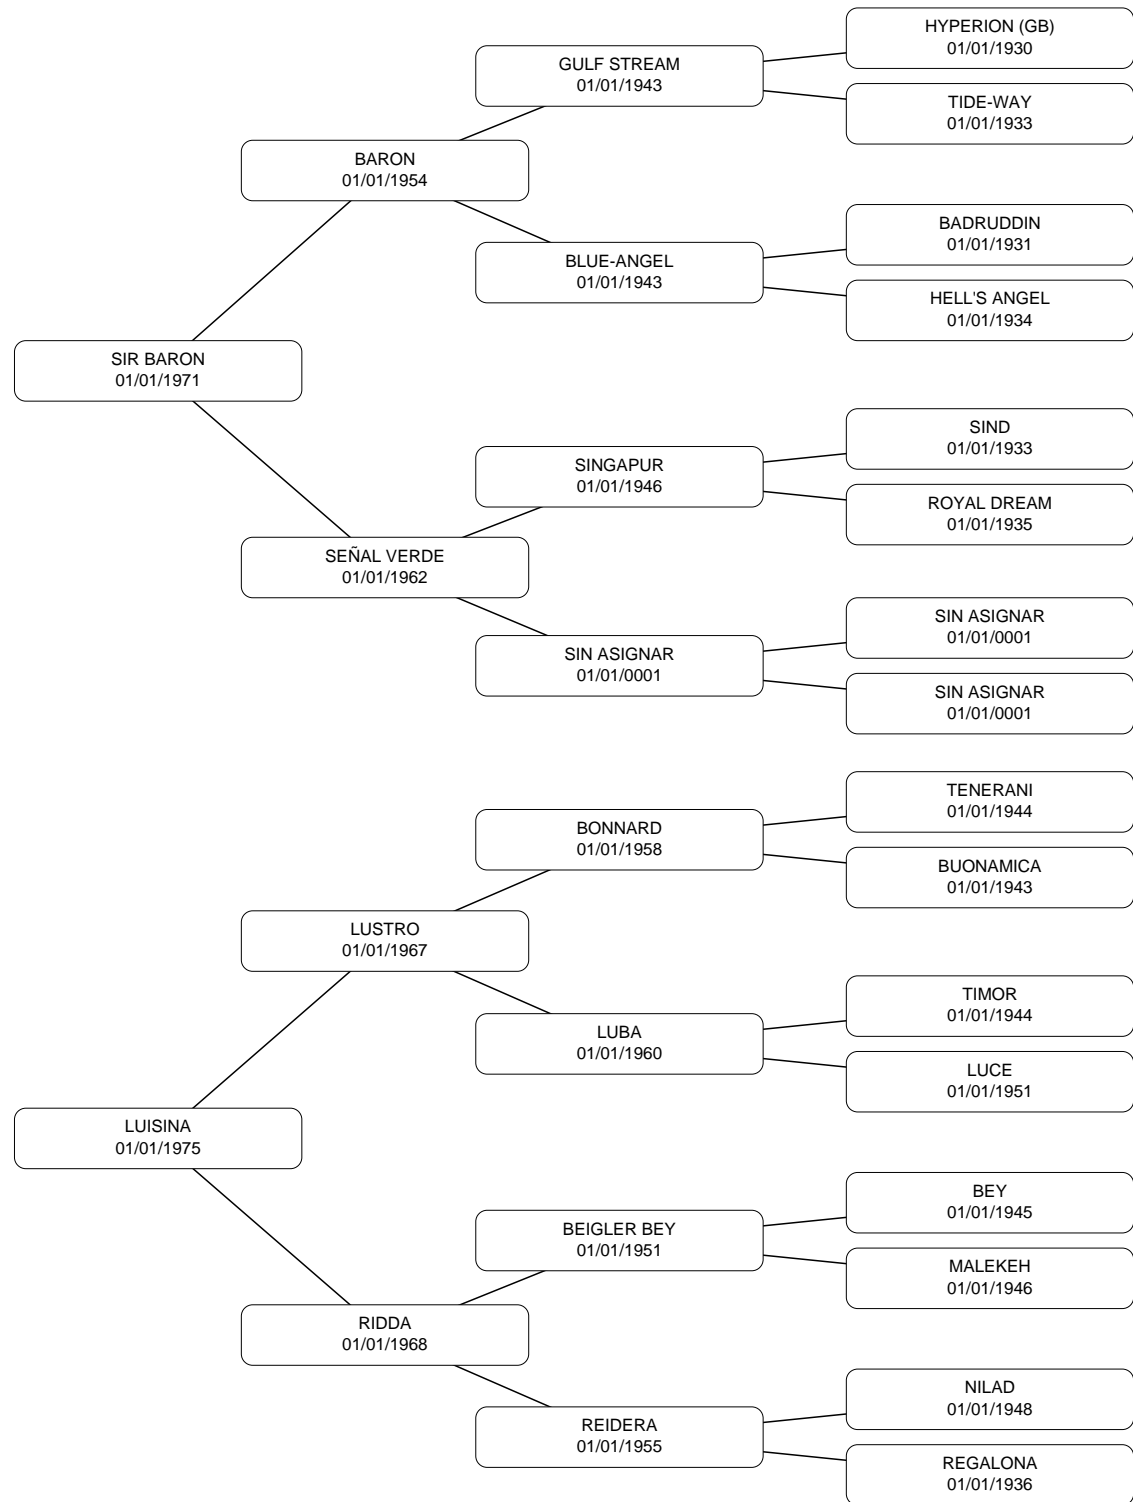 HYPERION (GB)
01/01/1930
GULF STREAM
01/01/1943
TIDE-WAY
01/01/1933
BARON
01/01/1954
BADRUDDIN
01/01/1931
BLUE-ANGEL
01/01/1943
HELL'S ANGEL
01/01/1934
SIR BARON
01/01/1971
SIND
01/01/1933
SINGAPUR
01/01/1946
ROYAL DREAM
01/01/1935
SEÑAL VERDE
01/01/1962
SIN ASIGNAR
01/01/0001
SIN ASIGNAR
01/01/0001
SIN ASIGNAR
01/01/0001
TENERANI
01/01/1944
BONNARD
01/01/1958
BUONAMICA
01/01/1943
LUSTRO
01/01/1967
TIMOR
01/01/1944
LUBA
01/01/1960
LUCE
01/01/1951
LUISINA
01/01/1975
BEY
01/01/1945
BEIGLER BEY
01/01/1951
MALEKEH
01/01/1946
RIDDA
01/01/1968
NILAD
01/01/1948
REIDERA
01/01/1955
REGALONA
01/01/1936